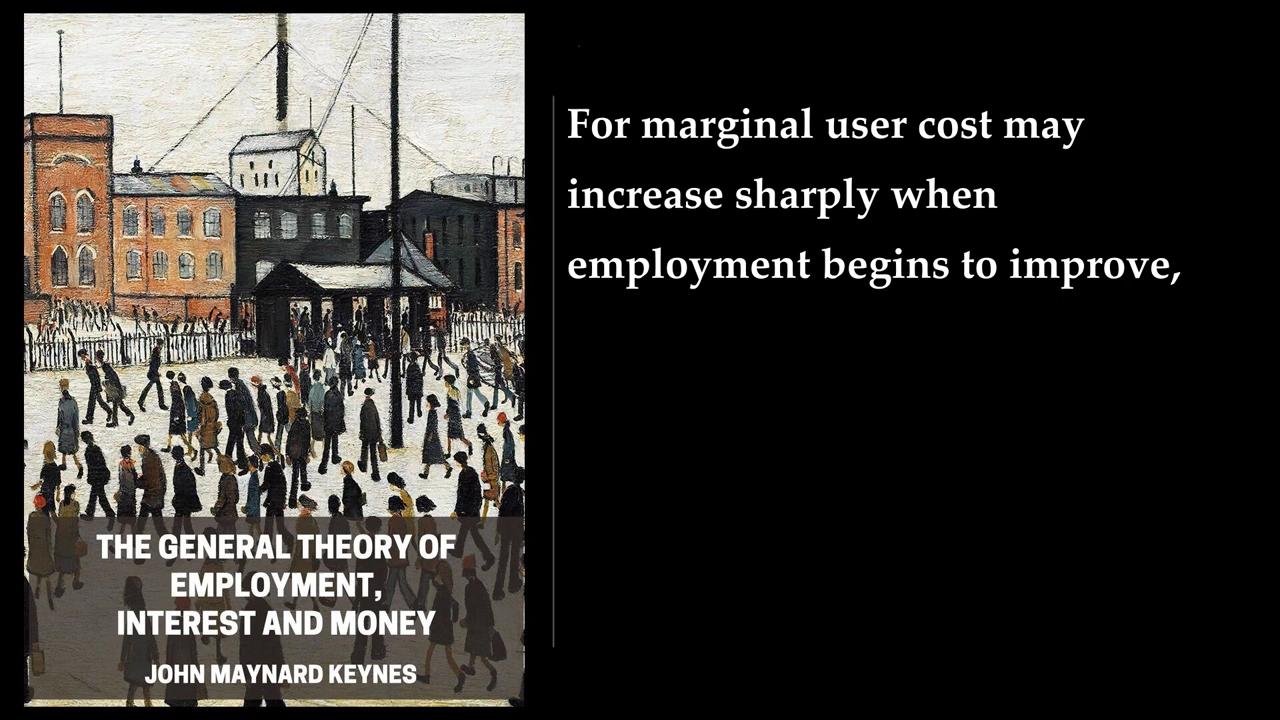 THE GENERAL THEORY OF
EMPLOYMENT,
INTEREST AND MONEY
JOHN MAYNARD KEYNES
For marginal user cost may
increase sharply when
employment begins to improve,